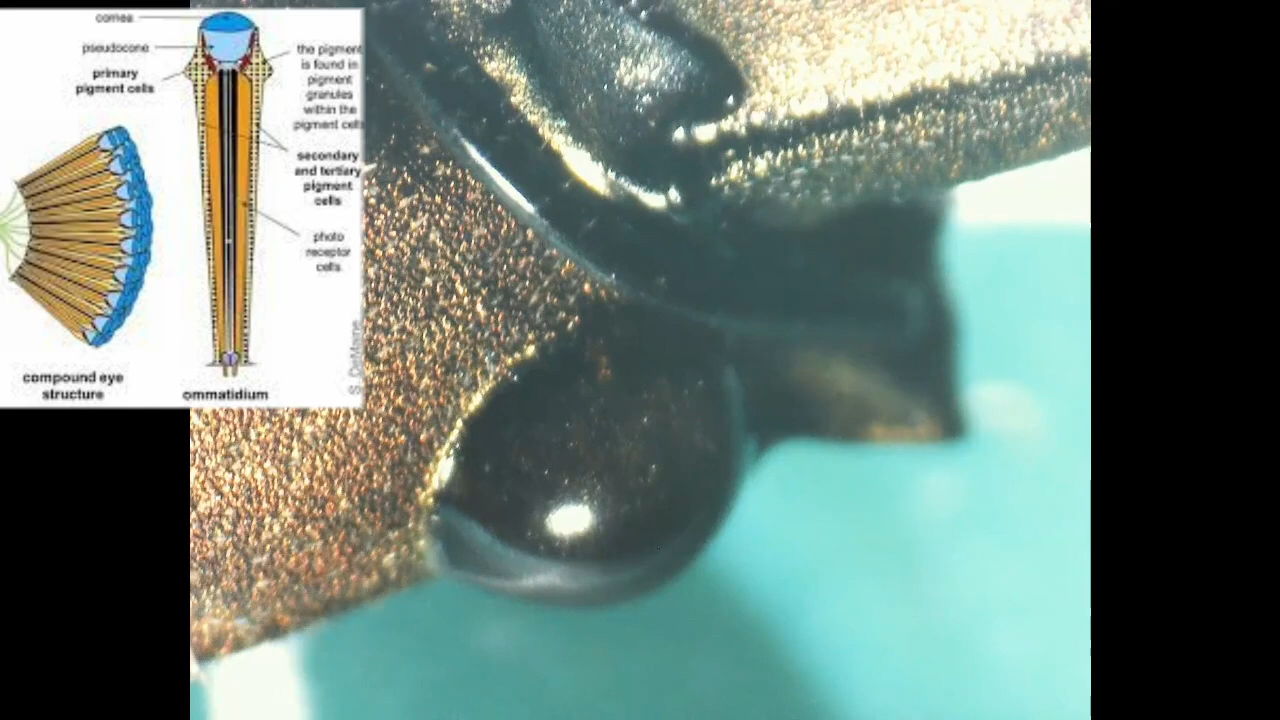 cornea
pseudocone
primary
pigment cells
the pigment
is found in
pigment
granules
within the
pigment cells
secondary
and tertiary
pigment
cells
photo
receptor
cells
compound eye
structure
ommatidium
S DeMaine